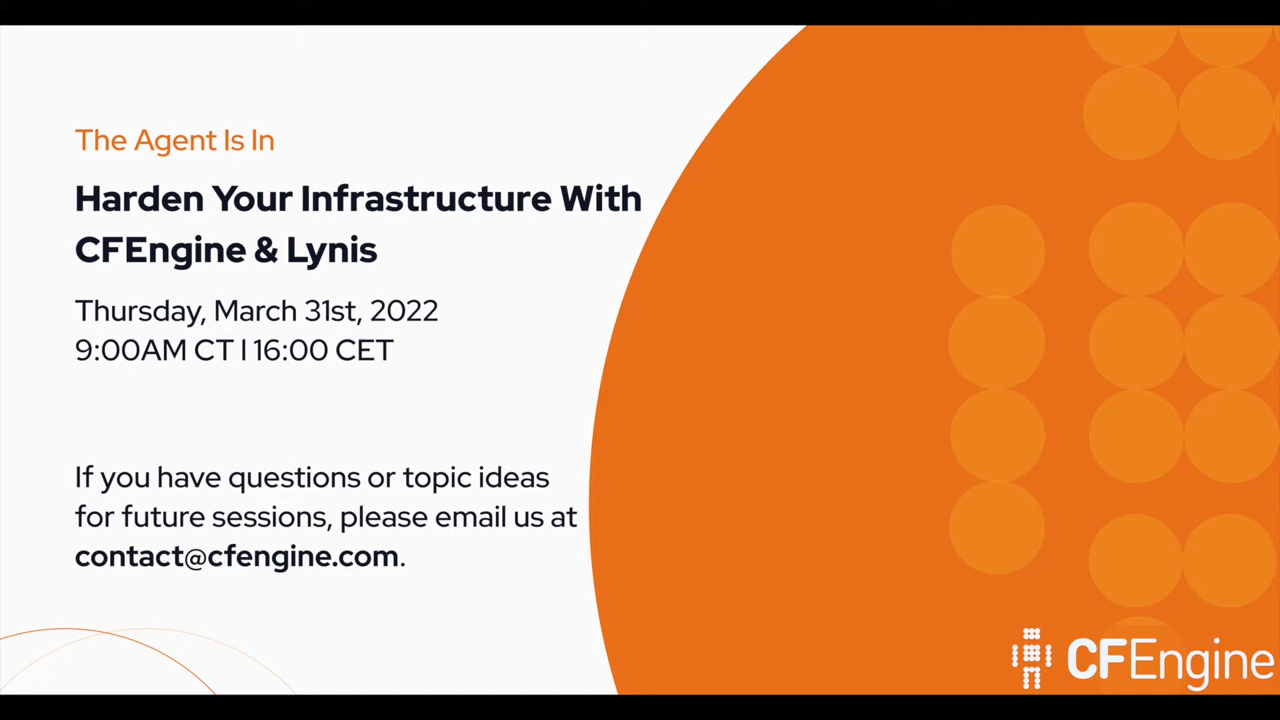 The Agent Is In
Harden Your Infrastructure With
CFEngine & Lynis
Thursday, March 31st, 2022
9:00AM CT | 16:00 CET
If you have questions or topic ideas
for future sessions, please email us at
contact@cfengine.com.
CFEngine